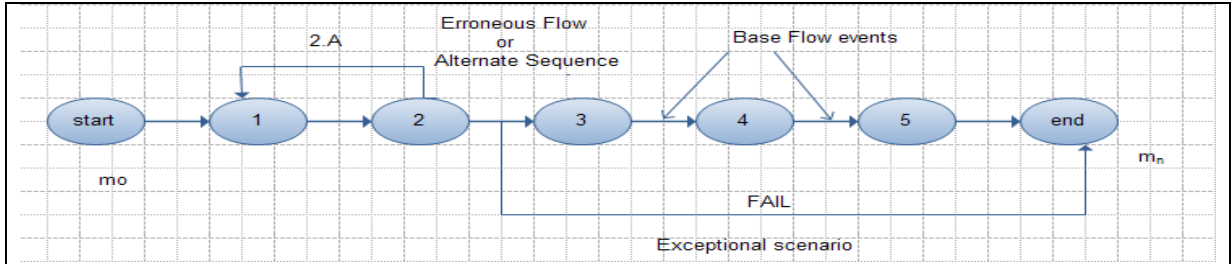 Erroneous Flow
or
Alternate Sequence
2.A
Base Flow events
start
1
2
3
4
5
end
mo
mn
FAIL
Exceptional scenario